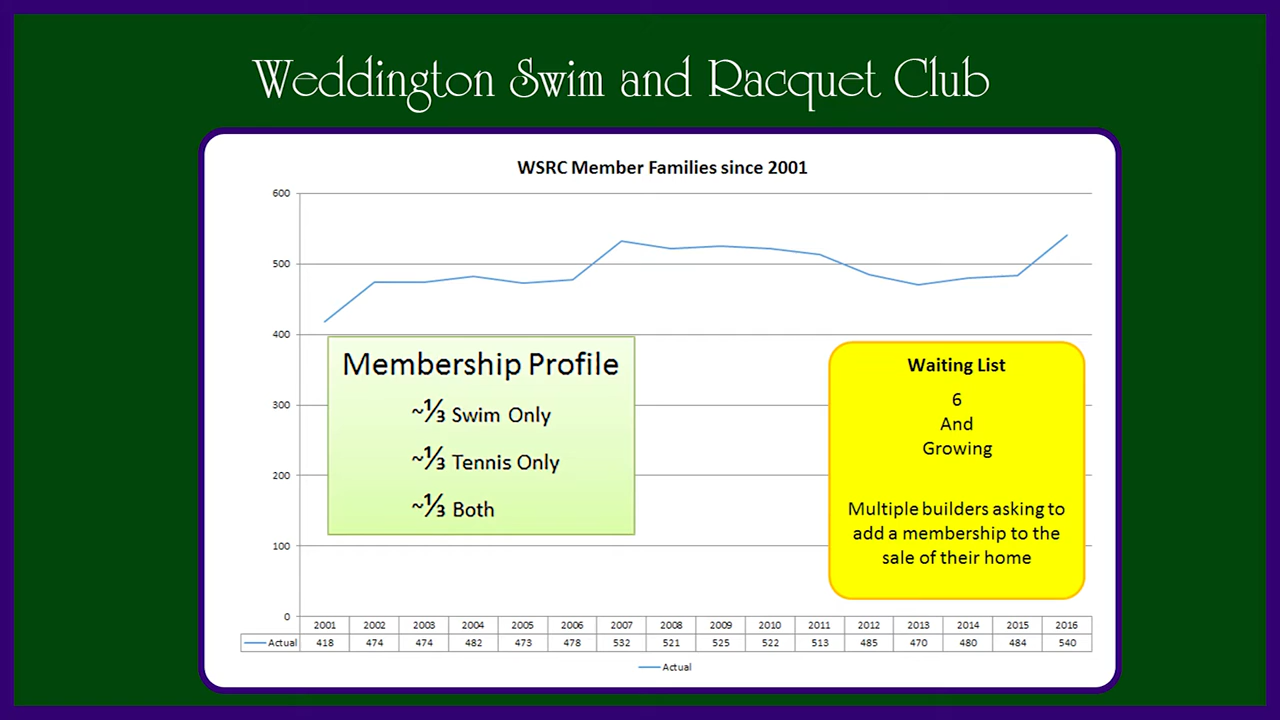 Weddington Swim and Racquet Club
WSRC Member Families since 2001
600
500
400
300
200
100
0
Membership Profile
~⅓ Swim Only
~⅓ Tennis Only
~⅓ Both
Waiting List
6
And
Growing
Multiple builders asking to
add a membership to the
sale of their home
2001 2002 2003 2004 2005 2006 2007 2008 2009 2010 2011 2012 2013 2014 2015 2016
Actual 418 474 474 482 473 478 532 521 525 522 513 485 470 480 484 540
Actual